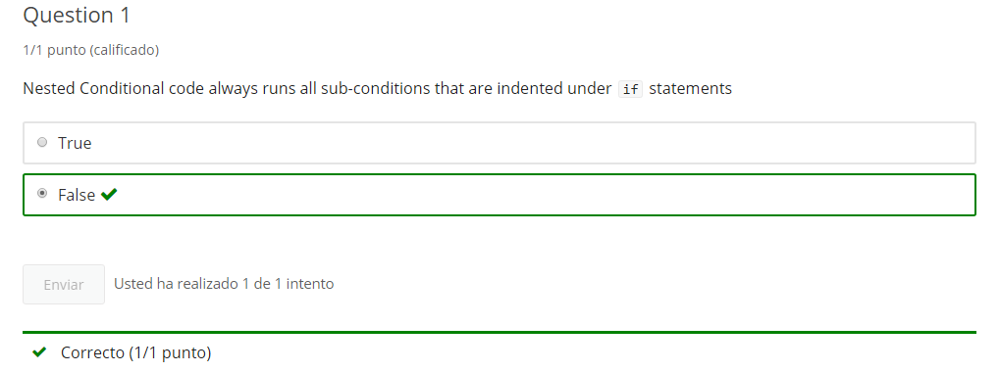 Question 1
1/1 punto (calificado)
Nested Conditional code always runs all sub-conditions that are indented under if statements
True
False
Enviar Usted ha realizado 1 de 1 intento
Correcto (1/1 punto)